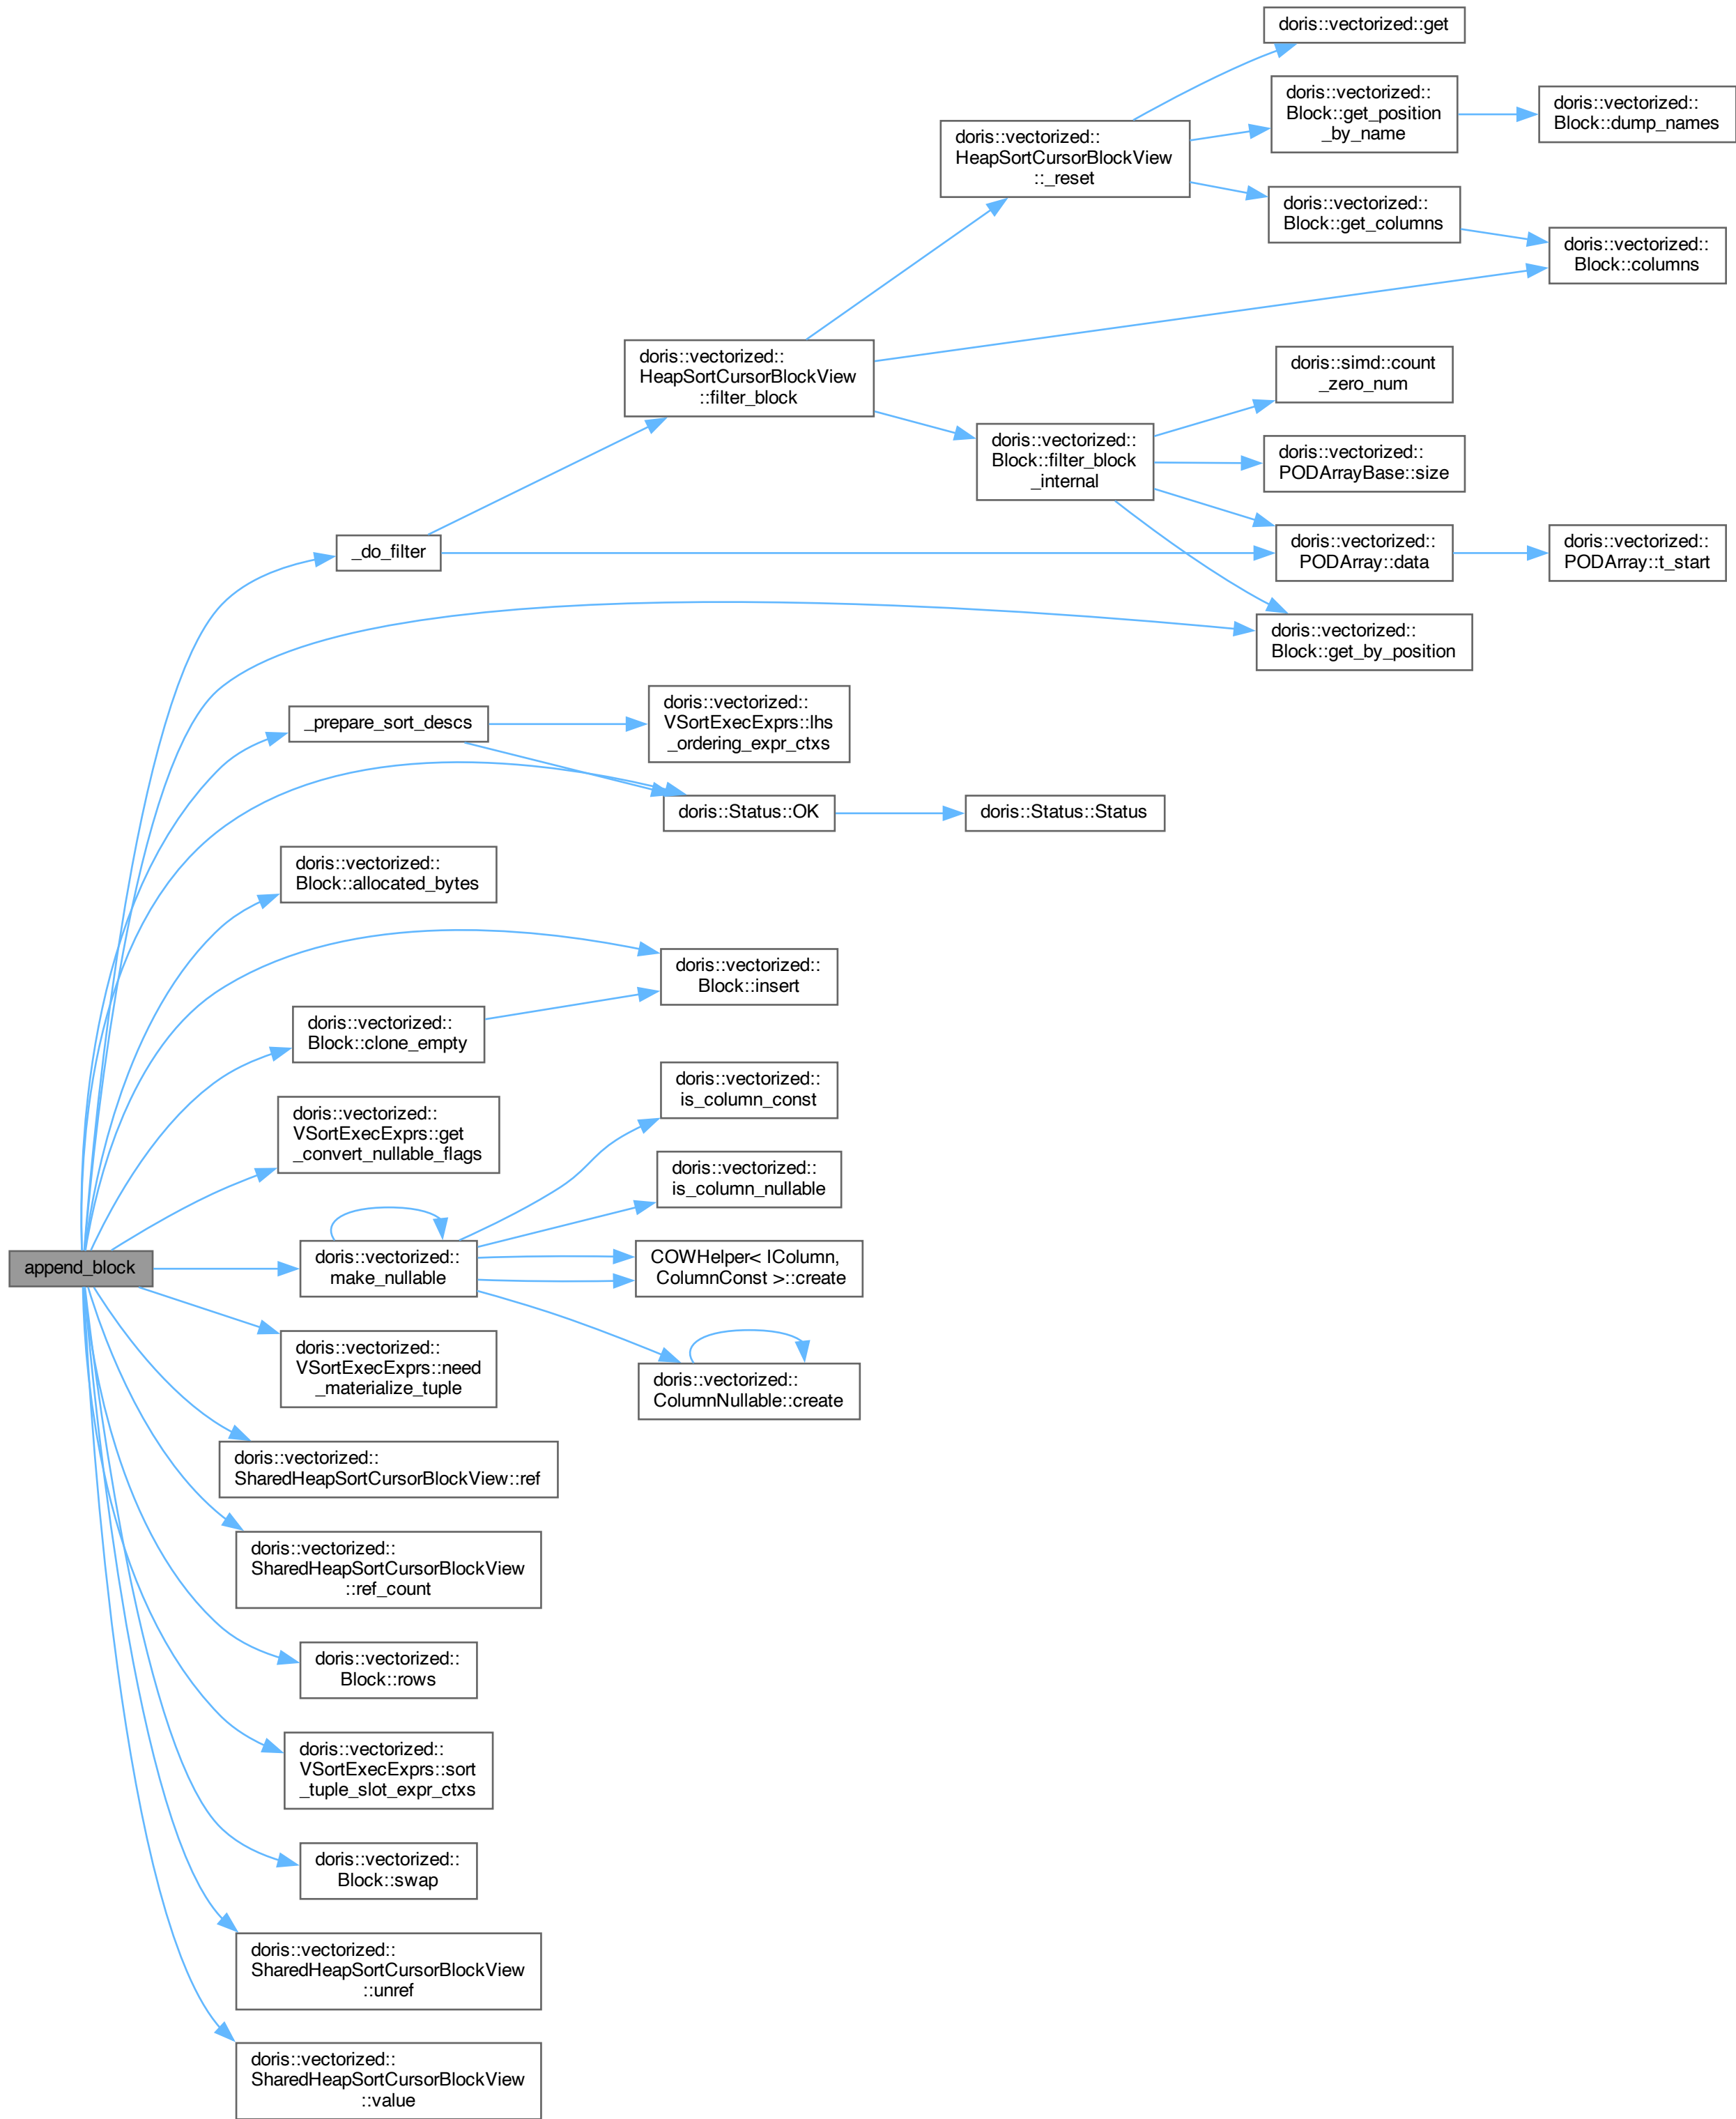 doris::vectorized::get
doris::vectorized::
Block::get_position
_by_name
doris::vectorized::
Block::dump_names
doris::vectorized::
HeapSortCursorBlockView
::_reset
doris::vectorized::
Block::get_columns
doris::vectorized::
Block::columns
doris::vectorized::
HeapSortCursorBlockView
::filter_block
doris::simd::count
_zero_num
doris::vectorized::
Block::filter_block
_internal
doris::vectorized::
PODArrayBase::size
_do_filter
doris::vectorized::
PODArray::data
doris::vectorized::
PODArray::t_start
doris::vectorized::
Block::get_by_position
_prepare_sort_descs
doris::vectorized::
VSortExecExprs::lhs
_ordering_expr_ctxs
doris::Status::OK
doris::Status::Status
doris::vectorized::
Block::allocated_bytes
doris::vectorized::
Block::insert
doris::vectorized::
Block::clone_empty
doris::vectorized::
is_column_const
doris::vectorized::
VSortExecExprs::get
_convert_nullable_flags
doris::vectorized::
is_column_nullable
append_block
doris::vectorized::
make_nullable
COWHelper< IColumn,
ColumnConst >::create
doris::vectorized::
VSortExecExprs::need
_materialize_tuple
doris::vectorized::
ColumnNullable::create
doris::vectorized::
SharedHeapSortCursorBlockView::ref
doris::vectorized::
SharedHeapSortCursorBlockView
::ref_count
doris::vectorized::
Block::rows
doris::vectorized::
VSortExecExprs::sort
_tuple_slot_expr_ctxs
doris::vectorized::
Block::swap
doris::vectorized::
SharedHeapSortCursorBlockView
::unref
doris::vectorized::
SharedHeapSortCursorBlockView
::value